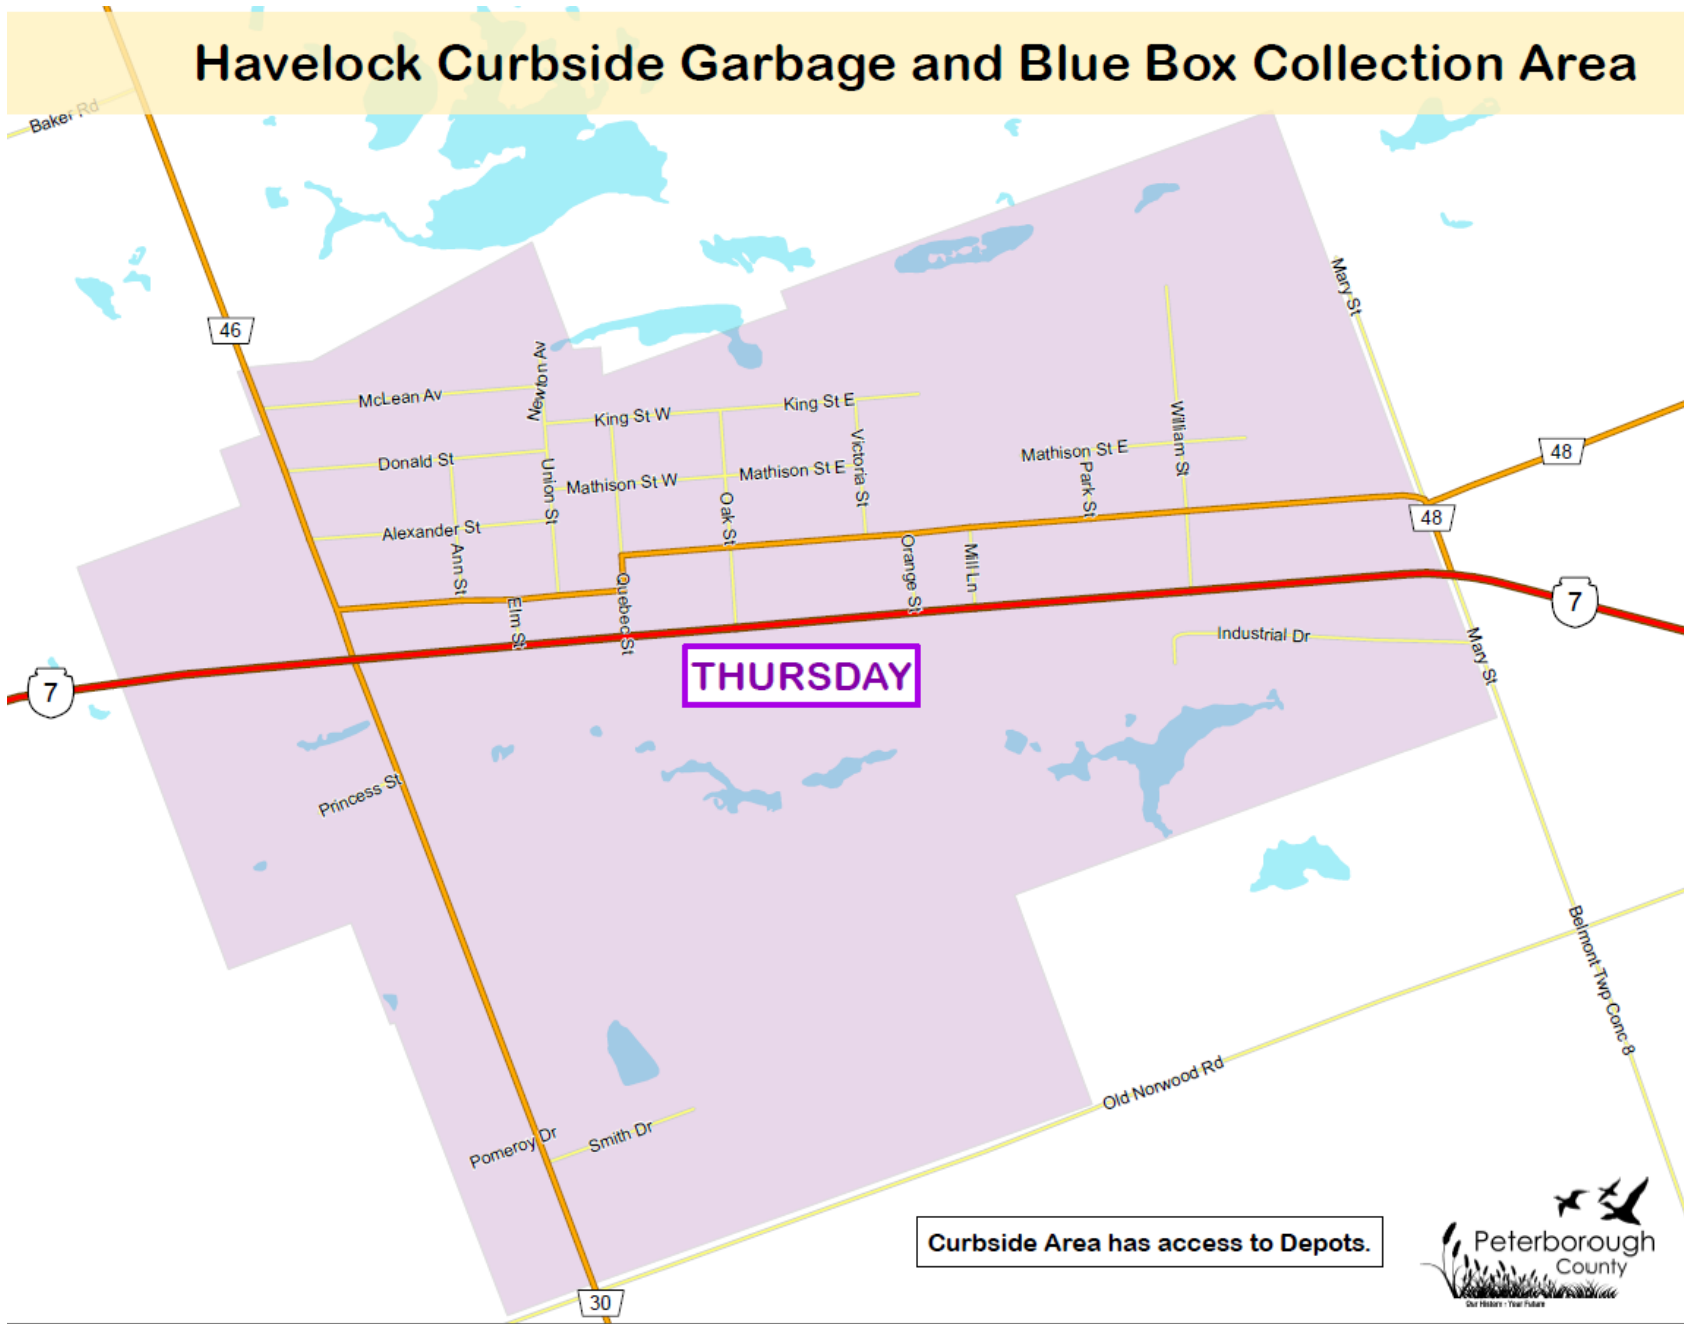 Havelock Curbside Garbage and Blue Box Collection Area
Baker Rd
Mary St
46
Newton Av
McLean Av
King St W
King St E
William St
Victoria St
Mathison St E
48
Donald St
Union St
Mathison St W
Mathison St E
Park St
Oak St
48
Alexander St
Ann St
Orange St
Mill Ln
Quebec St
Elm St
7
Industrial Dr
Mary St
7
THURSDAY
Princess St
Belmont Twp Conc 8
Old Norwood Rd
Pomeroy Dr
Smith Dr
30
Curbside Area has access to Depots.
Peterborough
County
Our History - Your Future